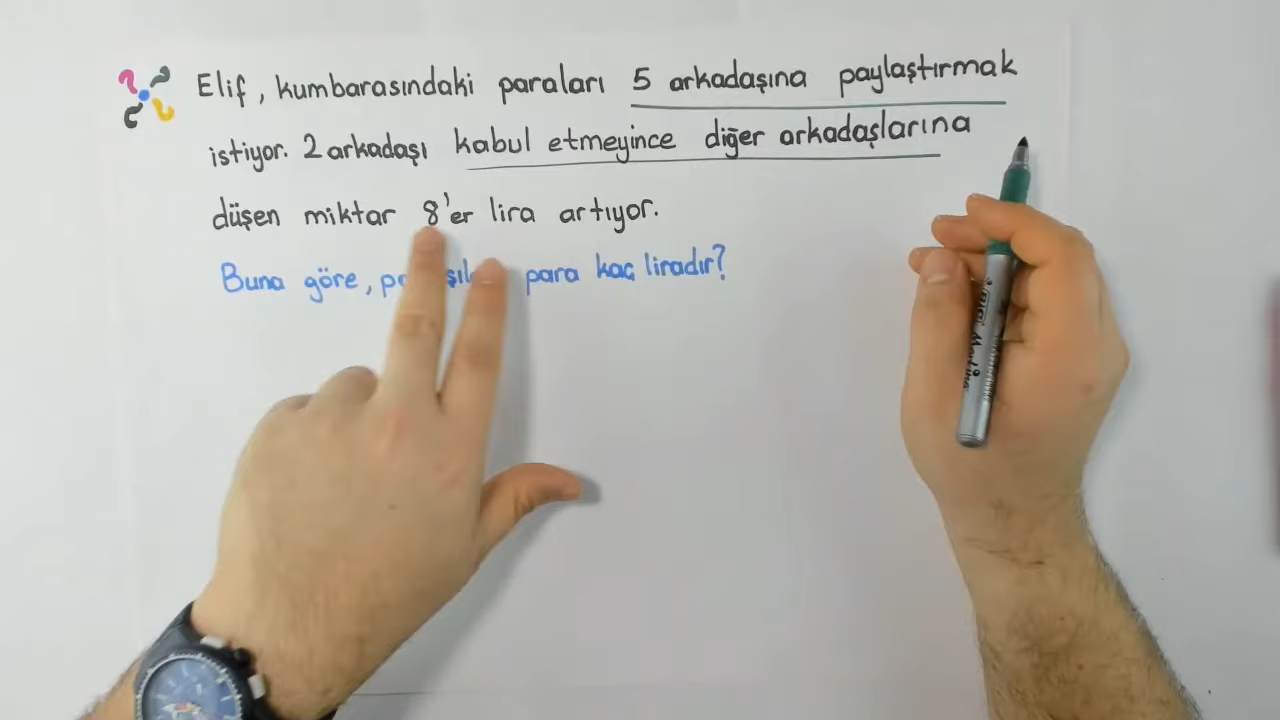 Elif, kumbarasındaki paraları 5 arkadaşına paylaştırmak
istiyor. 2 arkadaşı kabul etmeyince diğer arkadaşlarına
düşen miktar 8'er lira artıyor.
Buna göre, para kaç liradır?